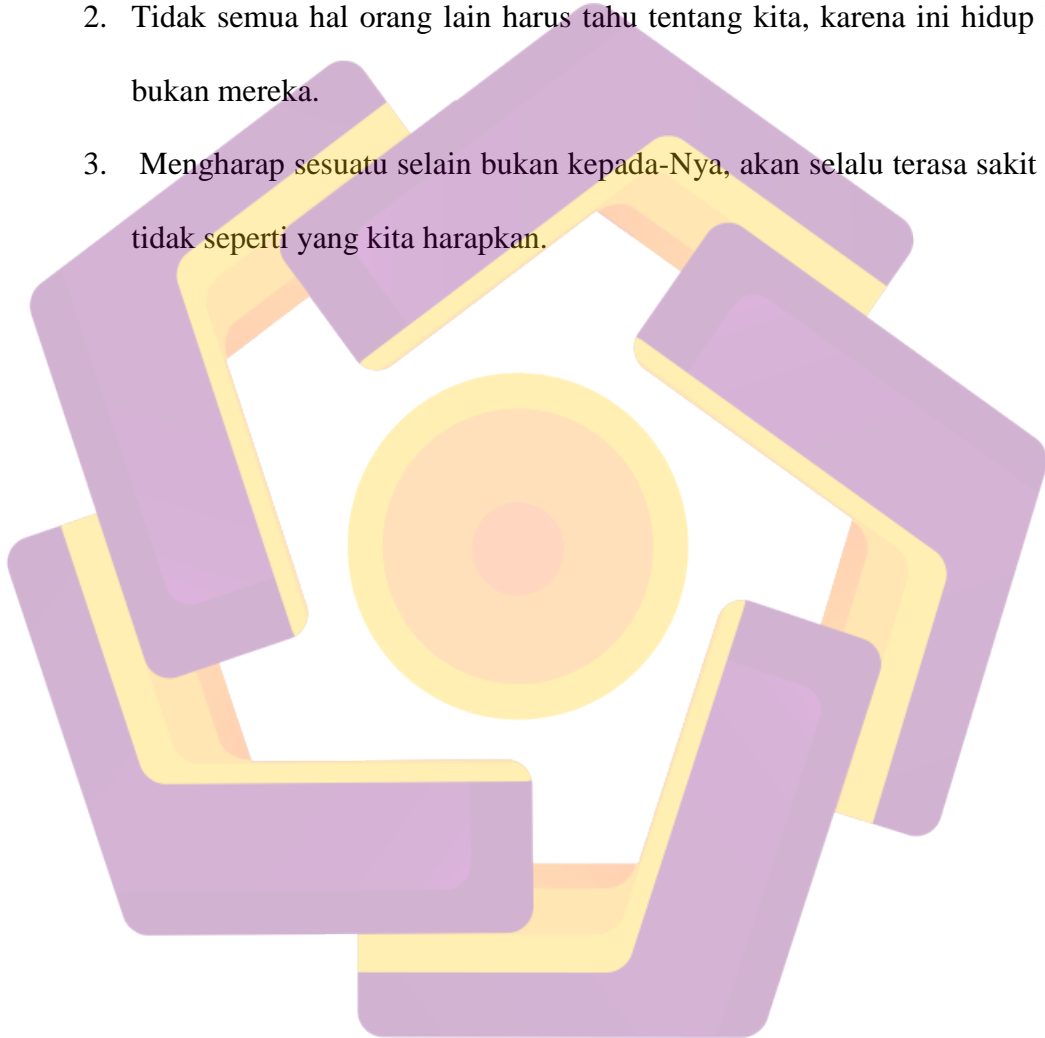 2. Tidak semua hal orang lain harus tahu tentang kita, karena ini hidup
bukan mereka.
3. Mengharap sesuatu selain bukan kepada-Nya, akan selalu terasa sakit
tidak seperti yang kita harapkan.